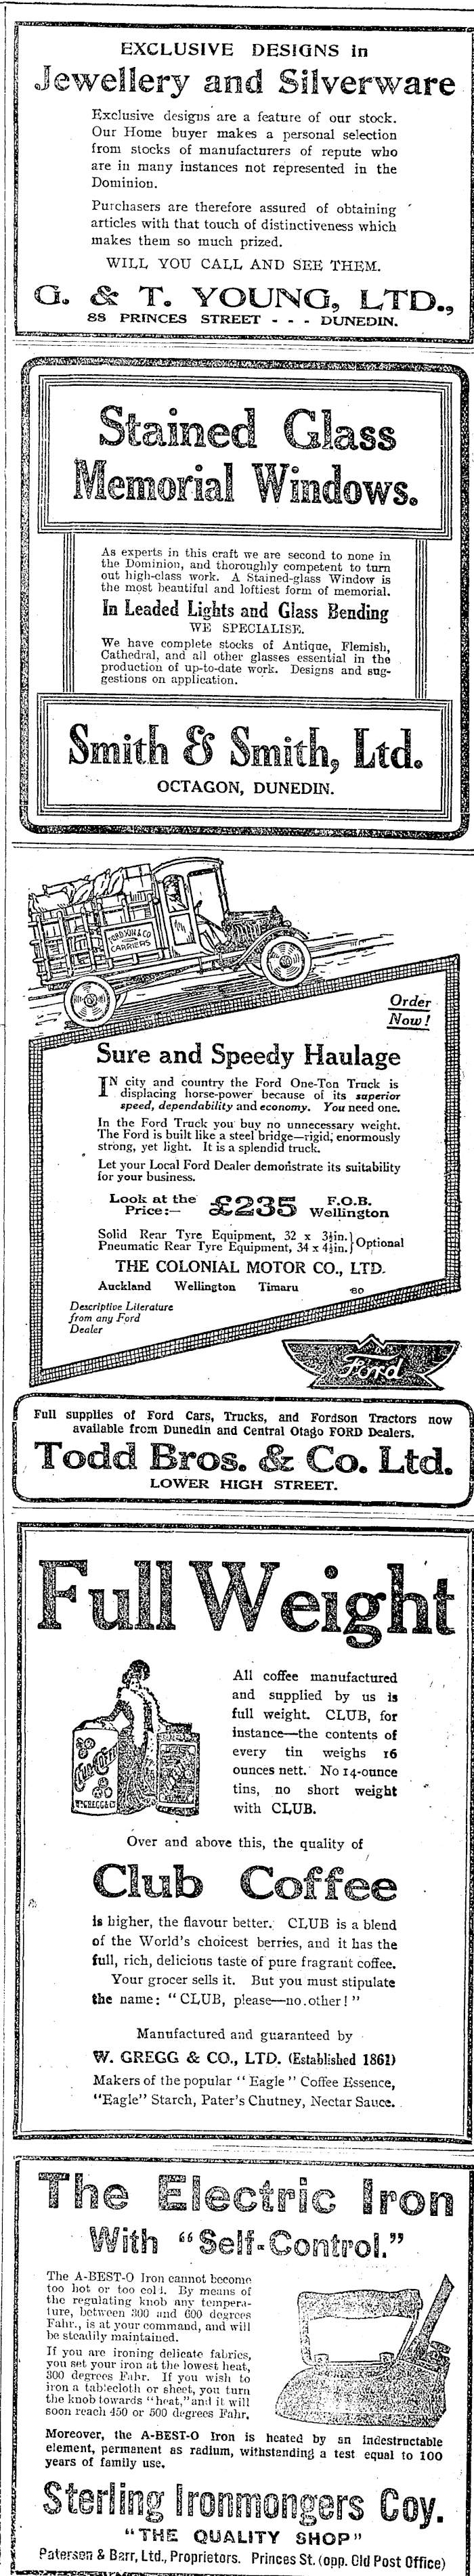 EXCLUSIVE DESIGNS in
Jewellery and Silverware
Exclusive designs are a feature of our stock.
Our Home buyer makes a personal selection
from stocks of manufacturers of repute who
are in many instances not represented in the
Dominion.
Purchasers are therefore assured of obtaining
articles with that touch of distinctiveness which
makes them so much prized.
WILL YOU CALL AND SEE THEM.
G. & T. YOUNG, LTD.,
88 PRINCES STREET - - - DUNEDIN.
Stained Glass
Memorial Windows.
As experts in this craft we are second to none in
the Dominion, and thoroughly competent to turn
out high-class work. A Stained-glass Window is
the most beautiful and loftiest form of memorial.
In Leaded Lights and Glass Bending
WE SPECIALISE.
We have complete stocks of Antique, Flemish,
Cathedral, and all other glasses essential in the
production of up-to-date work. Designs and sug-
gestions on application.
Smith & Smith, Ltd.
OCTAGON, DUNEDIN.
FORDSON & CO
CARRIERS
Order
Now!
Sure and Speedy Haulage
IN city and country the Ford One-Ton Truck is
displacing horse-power because of its superior
speed, dependability and economy. You need one.
In the Ford Truck you buy no unnecessary weight.
The Ford is built like a steel bridge—rigid, enormously
strong, yet light. It is a splendid truck.
Let your Local Ford Dealer demonstrate its suitability
for your business.
Look at the
Price:— £235 F.O.B.
Wellington
Solid Rear Tyre Equipment, 32 x 3½in.
Pneumatic Rear Tyre Equipment, 34 x 4½in. } Optional
THE COLONIAL MOTOR CO., LTD.
Auckland Wellington Timaru 80
Descriptive Literature
from any Ford
Dealer
Ford
Full supplies of Ford Cars, Trucks, and Fordson Tractors now
available from Dunedin and Central Otago FORD Dealers.
Todd Bros. & Co. Ltd.
LOWER HIGH STREET.
Full Weight
All coffee manufactured
and supplied by us is
full weight. CLUB, for
instance—the contents of
every tin weighs 16
ounces nett. No 14-ounce
tins, no short weight
with CLUB.
CLUB COFFEE
W. GREGG & CO
Over and above this, the quality of
Club Coffee
is higher, the flavour better. CLUB is a blend
of the World's choicest berries, and it has the
full, rich, delicious taste of pure fragrant coffee.
Your grocer sells it. But you must stipulate
the name: "CLUB, please—no other!"
Manufactured and guaranteed by
W. GREGG & CO., LTD. (Established 1861)
Makers of the popular "Eagle" Coffee Essence,
"Eagle" Starch, Pater's Chutney, Nectar Sauce.
The Electric Iron
With "Self-Control."
The A-BEST-O Iron cannot become
too hot or too cold. By means of
the regulating knob any tempera-
ture, between 300 and 600 degrees
Fahr., is at your command, and will
be steadily maintained.
If you are ironing delicate fabrics,
you set your iron at the lowest heat,
300 degrees Fahr. If you wish to
iron a tablecloth or sheet, you turn
the knob towards "heat," and it will
soon reach 450 or 500 degrees Fahr.
Moreover, the A-BEST-O Iron is heated by an indestructable
element, permanent as radium, withstanding a test equal to 100
years of family use.
Sterling Ironmongers Coy.
"THE QUALITY SHOP"
Paterson & Barr, Ltd., Proprietors. Princes St. (opp. Old Post Office)